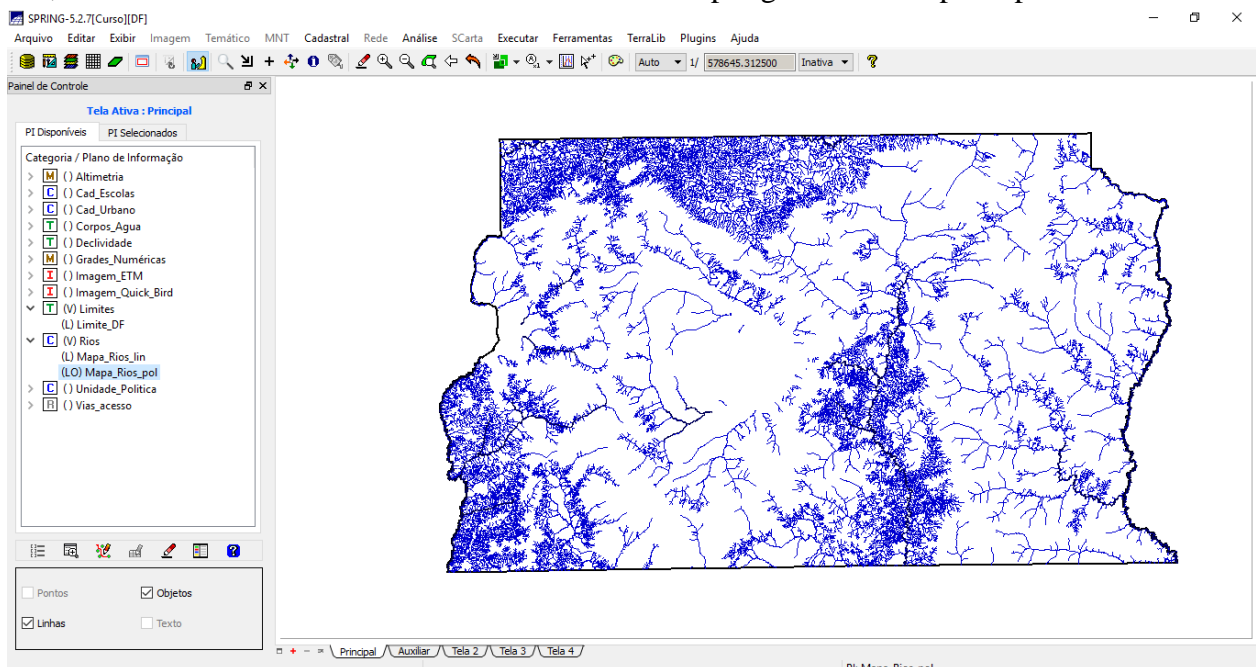 SPRING-5.2.7[Curso][DF]
Arquivo Editar Exibir Imagem Temático MNT Cadastral Rede Análise SCarta Executar Ferramentas TerraLib Plugins Ajuda
Auto 1/ 578645.312500 Inativa
Painel de Controle
Tela Ativa : Principal
PI Disponíveis PI Selecionados
Categoria / Plano de Informação
M () Altimetria
C () Cad_Escolas
C () Cad_Urbano
T () Corpos_Agua
T () Declividade
M () Grades_Numéricas
I () Imagem_ETM
I () Imagem_Quick_Bird
T (V) Limites
(L) Limite_DF
C (V) Rios
(L) Mapa_Rios_lin
(LO) Mapa_Rios_pol
C () Unidade_Politica
R () Vias_acesso
Pontos Objetos
Linhas Texto
Principal Auxiliar Tela 2 Tela 3 Tela 4